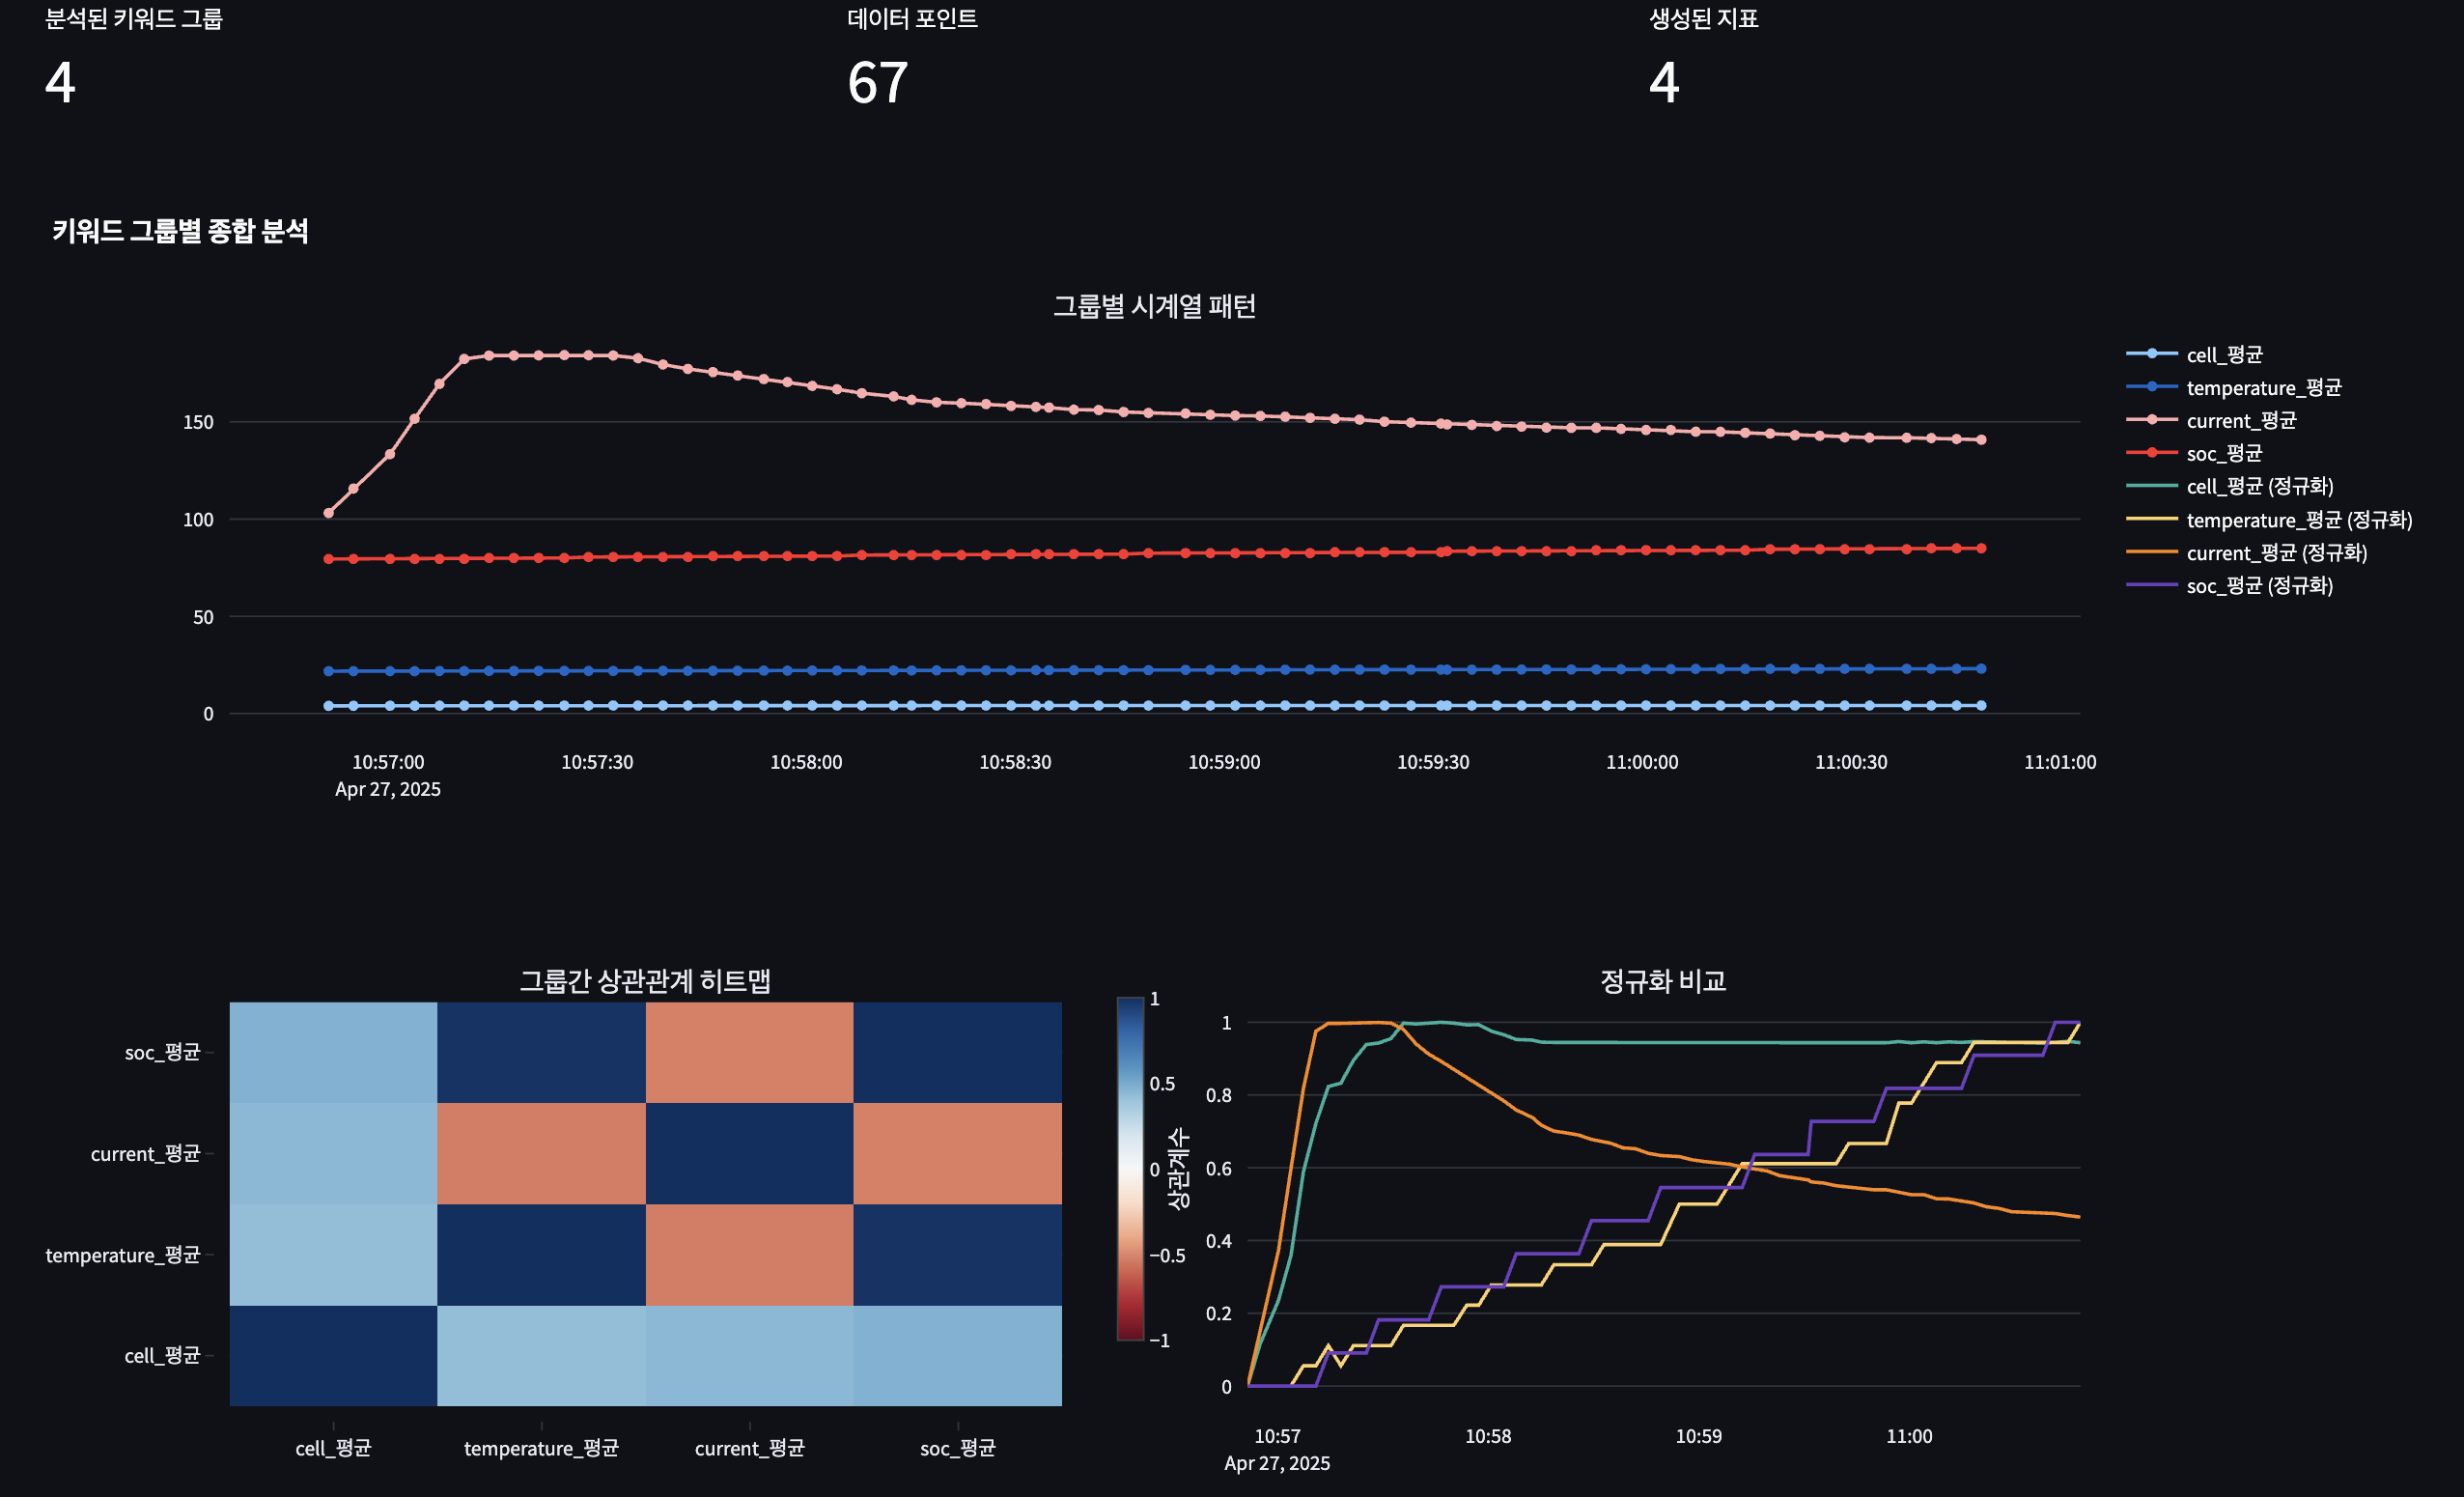 분석된 키워드 그룹
4
데이터 포인트
67
생성된 지표
4
키워드 그룹별 종합 분석
그룹별 시계열 패턴
150
100
50
0
10:57:00
Apr 27, 2025
10:57:30
10:58:00
10:58:30
10:59:00
10:59:30
11:00:00
11:00:30
11:01:00
cell_평균
temperature_평균
current_평균
soc_평균
cell_평균 (정규화)
temperature_평균 (정규화)
current_평균 (정규화)
soc_평균 (정규화)
그룹간 상관관계 히트맵
soc_평균
current_평균
temperature_평균
cell_평균
cell_평균
temperature_평균
current_평균
soc_평균
1
0.5
0
−0.5
−1
상관계수
정규화 비교
1
0.8
0.6
0.4
0.2
0
10:57
Apr 27, 2025
10:58
10:59
11:00